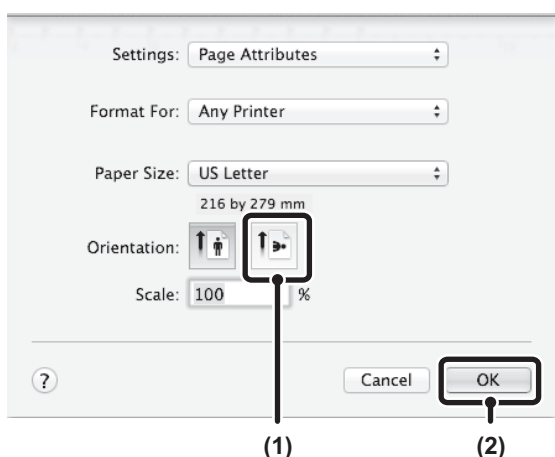 Settings: Page Attributes
Format For: Any Printer
Paper Size: US Letter
216 by 279 mm
Orientation:
Scale: 100 %
? Cancel OK
(1) (2)